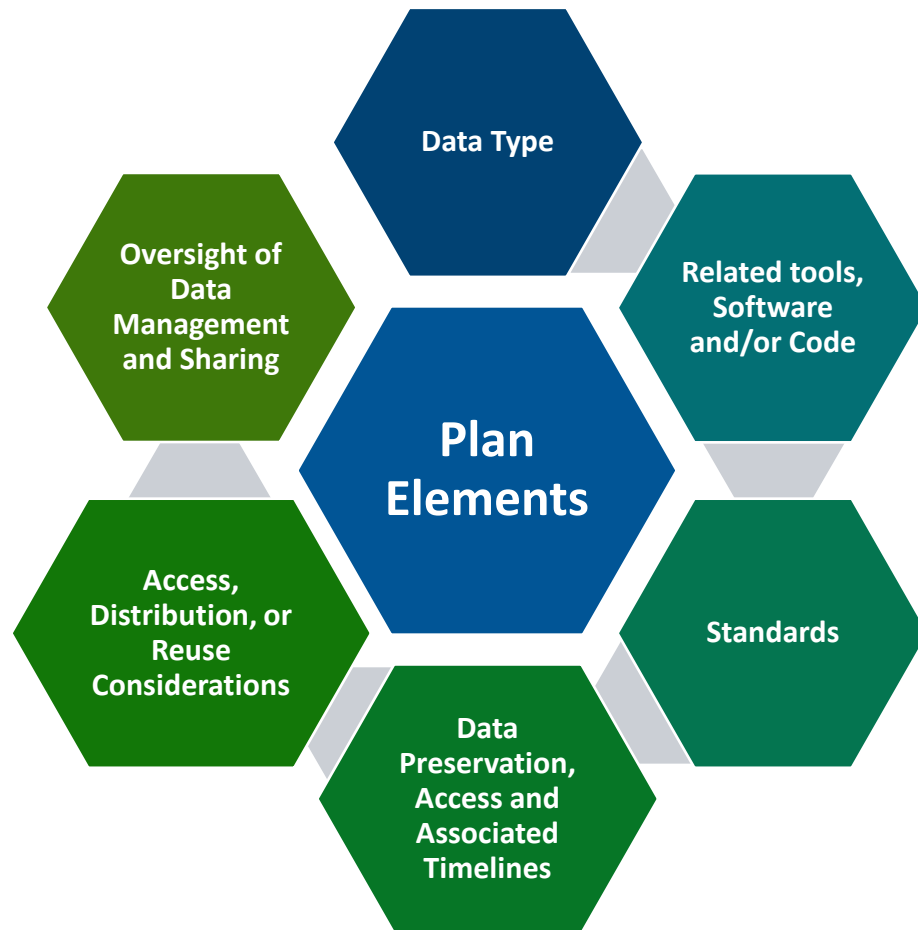 Data Type
Related tools,
Software
and/or Code
Standards
Data
Preservation,
Access and
Associated
Timelines
Access,
Distribution, or
Reuse
Considerations
Oversight of
Data
Management
and Sharing
Plan
Elements